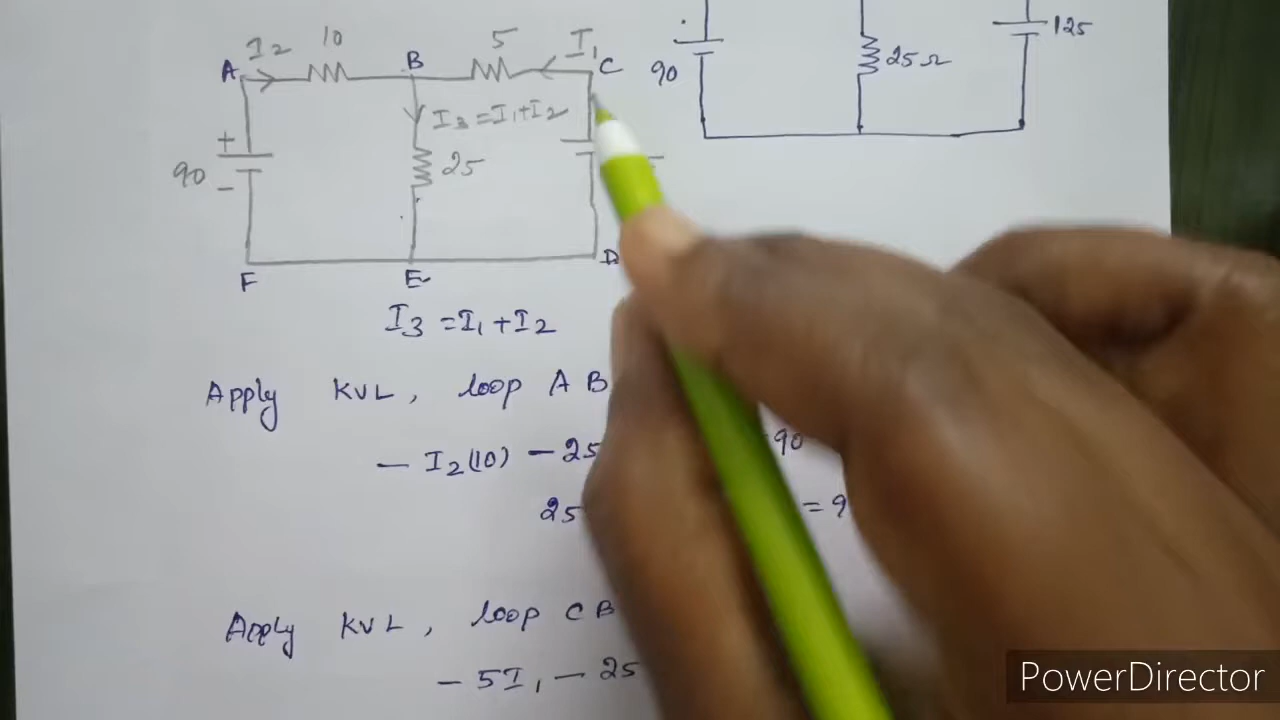 A I2 10 B 5 I1 C
I3 = I1 + I2
90 + - 25
F E D
90 25Ω 125
I3 = I1 + I2
Apply KVL, loop A B
- I2(10) - 25 90
25 = 9
Apply KVL, loop C B
- 5I1 - 25
PowerDirector